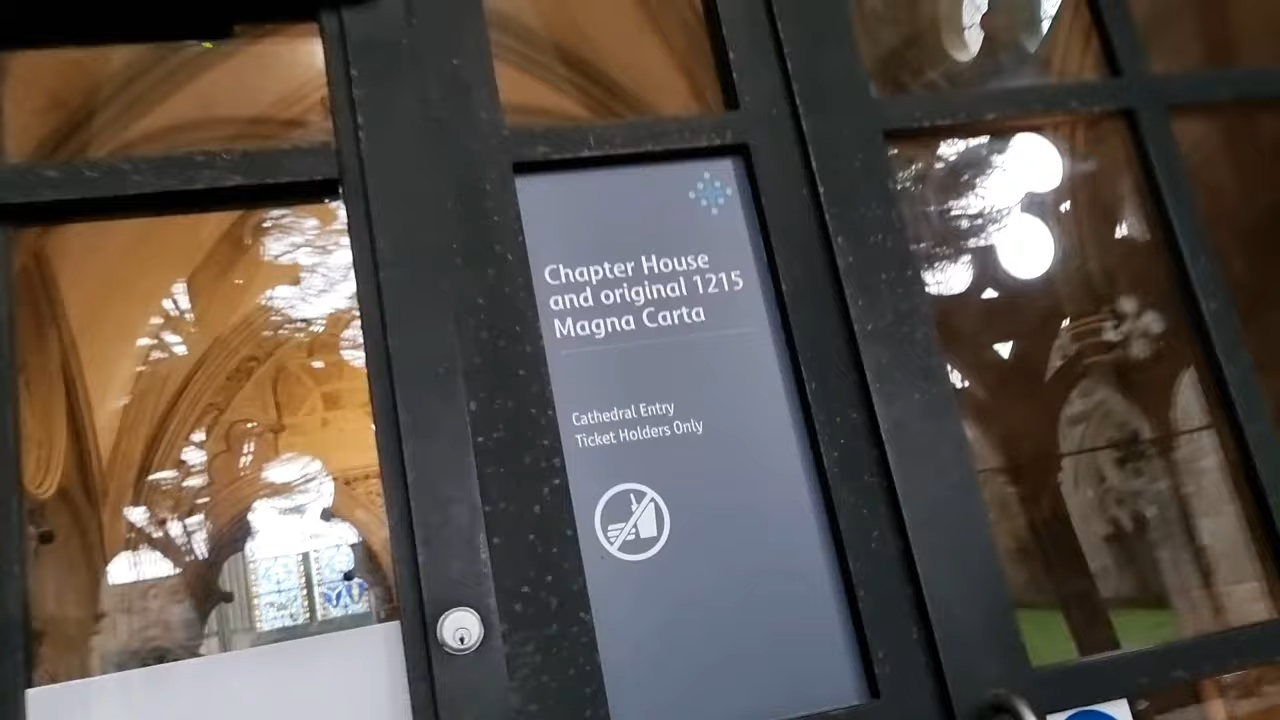 Chapter House
and original 1215
Magna Carta
Cathedral Entry
Ticket Holders Only